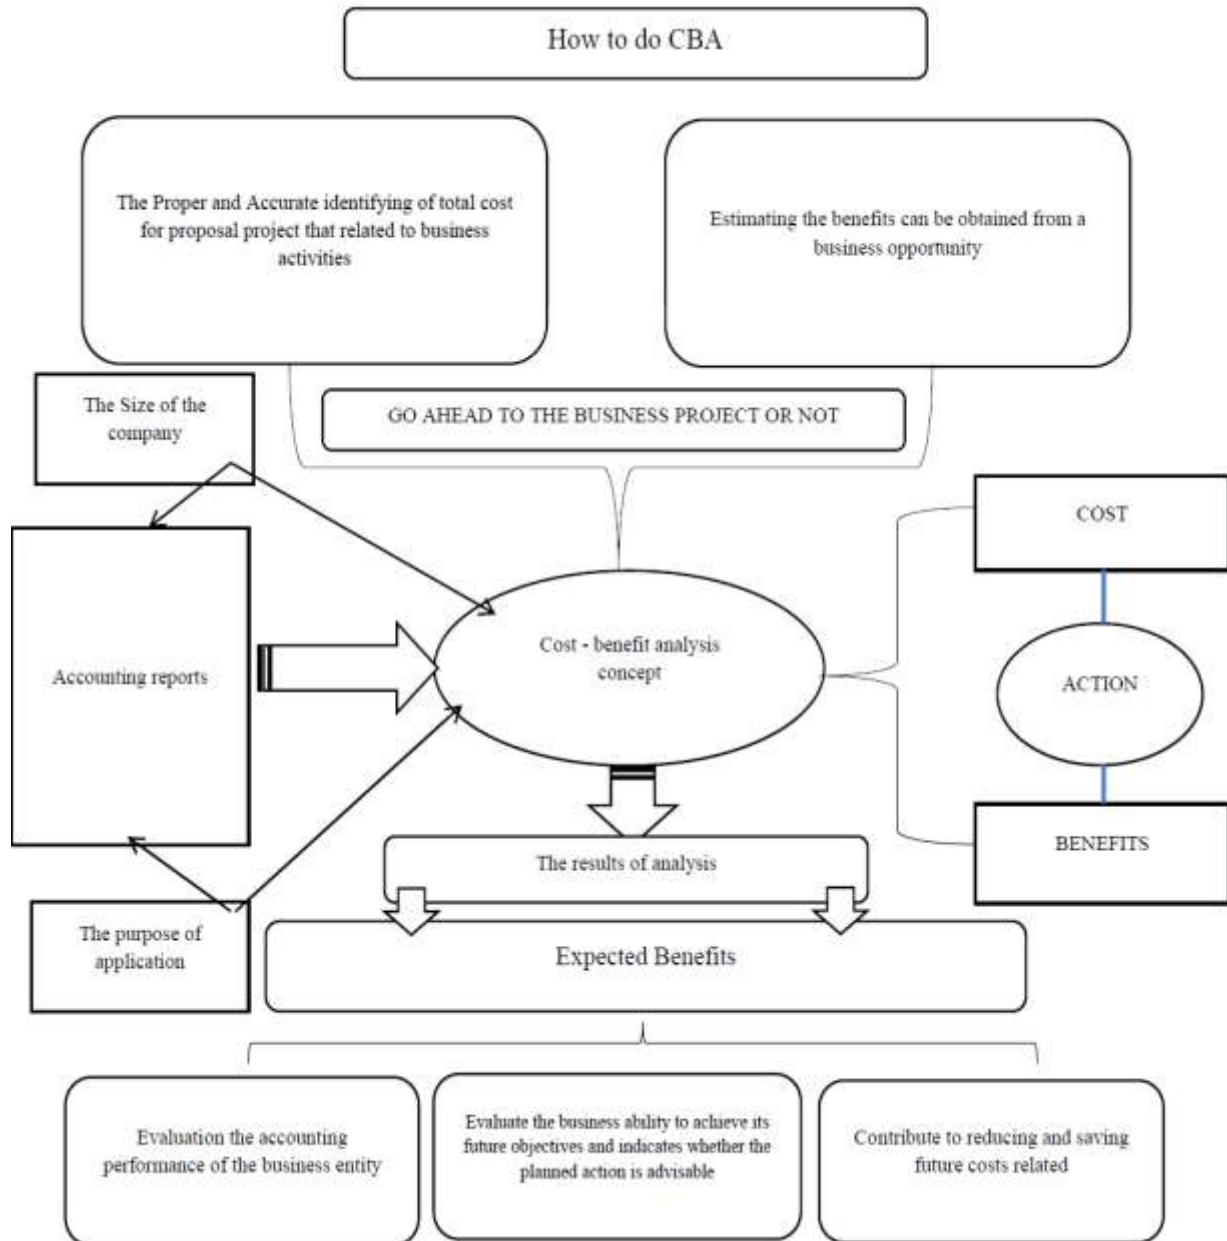 How to do CBA
The Proper and Accurate identifying of total cost
for proposal project that related to business
activities
Estimating the benefits can be obtained from a
business opportunity
The Size of the
company
GO AHEAD TO THE BUSINESS PROJECT OR NOT
COST
Accounting reports
Cost - benefit analysis
concept
ACTION
The results of analysis
BENEFITS
The purpose of
application
Expected Benefits
Evaluation the accounting
performance of the business entity
Evaluate the business ability to achieve its
future objectives and indicates whether the
planned action is advisable
Contribute to reducing and saving
future costs related